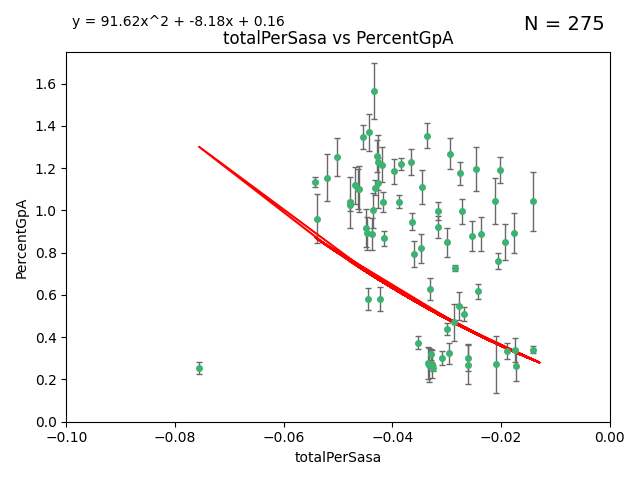 y = 91.62x^2 + -8.18x + 0.16
N = 275
totalPerSasa vs PercentGpA
PercentGpA
1.6
1.4
1.2
1.0
0.8
0.6
0.4
0.2
0.0
−0.10 −0.08 −0.06 −0.04 −0.02 0.00
totalPerSasa